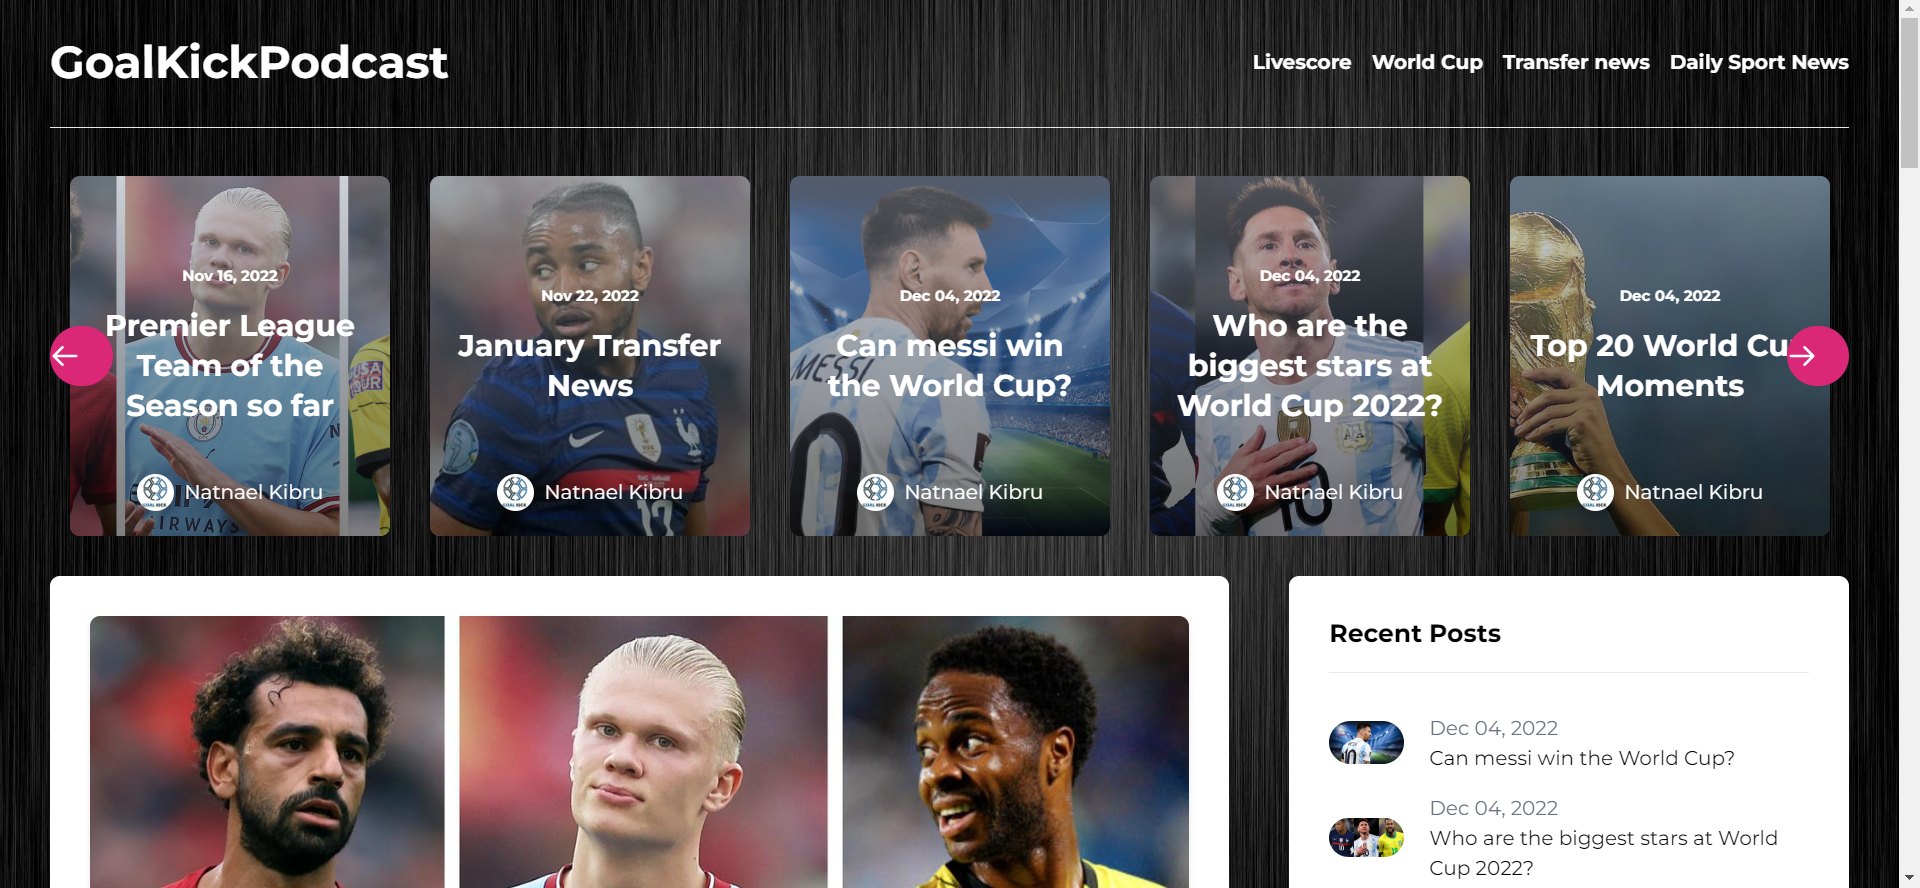 GoalKickPodcast
Livescore World Cup Transfer news Daily Sport News
Nov 16, 2022
Premier League
Team of the
Season so far
Natnael Kibru
AIRWAYS
Nov 22, 2022
January Transfer
News
Natnael Kibru
Dec 04, 2022
Can messi win
the World Cup?
MESSI
Natnael Kibru
Dec 04, 2022
Who are the
biggest stars at
World Cup 2022?
Natnael Kibru
10
Dec 04, 2022
Top 20 World Cu
Moments
Natnael Kibru
Recent Posts
Dec 04, 2022
Can messi win the World Cup?
Dec 04, 2022
Who are the biggest stars at World
Cup 2022?